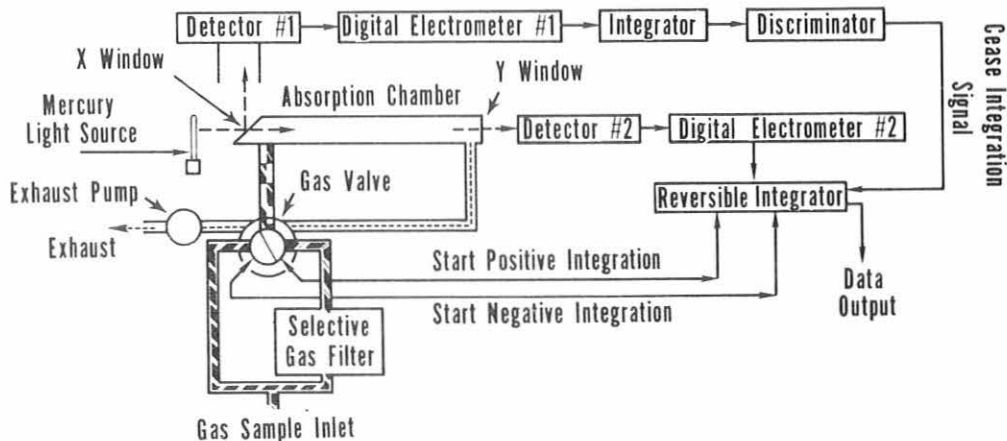 Detector #1
Digital Electrometer #1
Integrator
Discriminator
X Window
Y Window
Cease Integration
Signal
Absorption Chamber
Mercury
Light Source
Detector #2
Digital Electrometer #2
Gas Valve
Exhaust Pump
Reversible Integrator
Exhaust
Start Positive Integration
Data
Output
Start Negative Integration
Selective
Gas Filter
Gas Sample Inlet